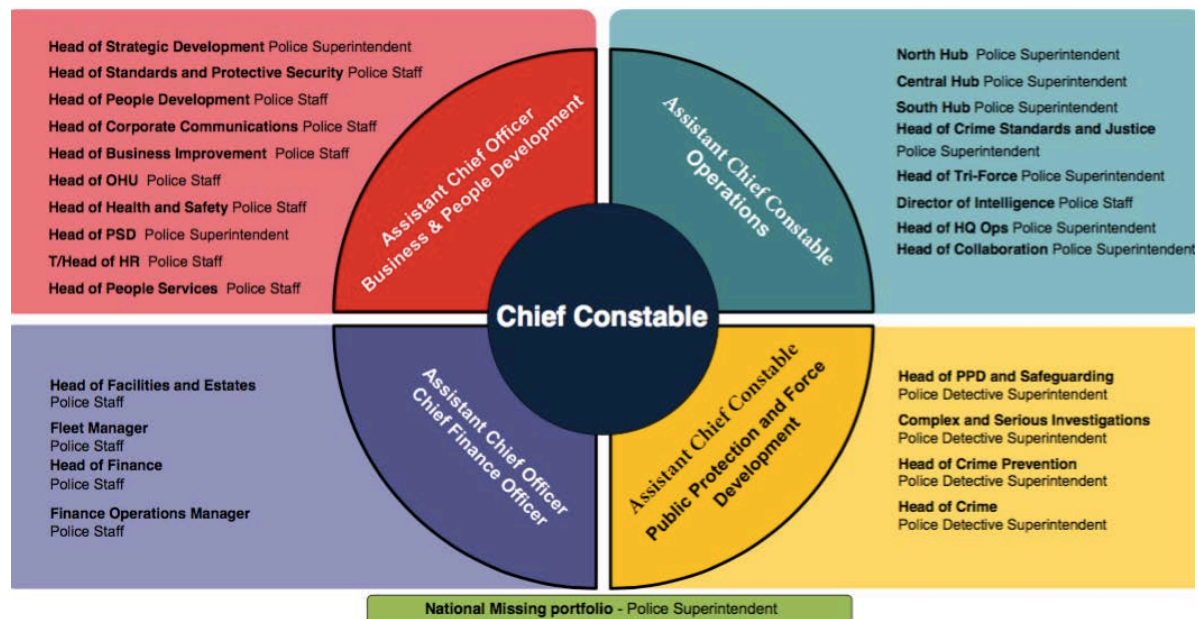 Head of Strategic Development Police Superintendent
Head of Standards and Protective Security Police Staff
Head of People Development Police Staff
Head of Corporate Communications Police Staff
Head of Business Improvement Police Staff
Head of OHU Police Staff
Head of Health and Safety Police Staff
Head of PSD Police Superintendent
T/Head of HR Police Staff
Head of People Services Police Staff
Assistant Chief Officer
Business & People Development
Assistant Chief Constable
Operations
North Hub Police Superintendent
Central Hub Police Superintendent
South Hub Police Superintendent
Head of Crime Standards and Justice
Police Superintendent
Head of Tri-Force Police Superintendent
Director of Intelligence Police Staff
Head of HQ Ops Police Superintendent
Head of Collaboration Police Superintendent
Chief Constable
Head of Facilities and Estates
Police Staff
Fleet Manager
Police Staff
Head of Finance
Police Staff
Finance Operations Manager
Police Staff
Assistant Chief Officer
Chief Finance Officer
Assistant Chief Constable
Public Protection and Force
Development
Head of PPD and Safeguarding
Police Detective Superintendent
Complex and Serious Investigations
Police Detective Superintendent
Head of Crime Prevention
Police Detective Superintendent
Head of Crime
Police Detective Superintendent
National Missing portfolio - Police Superintendent